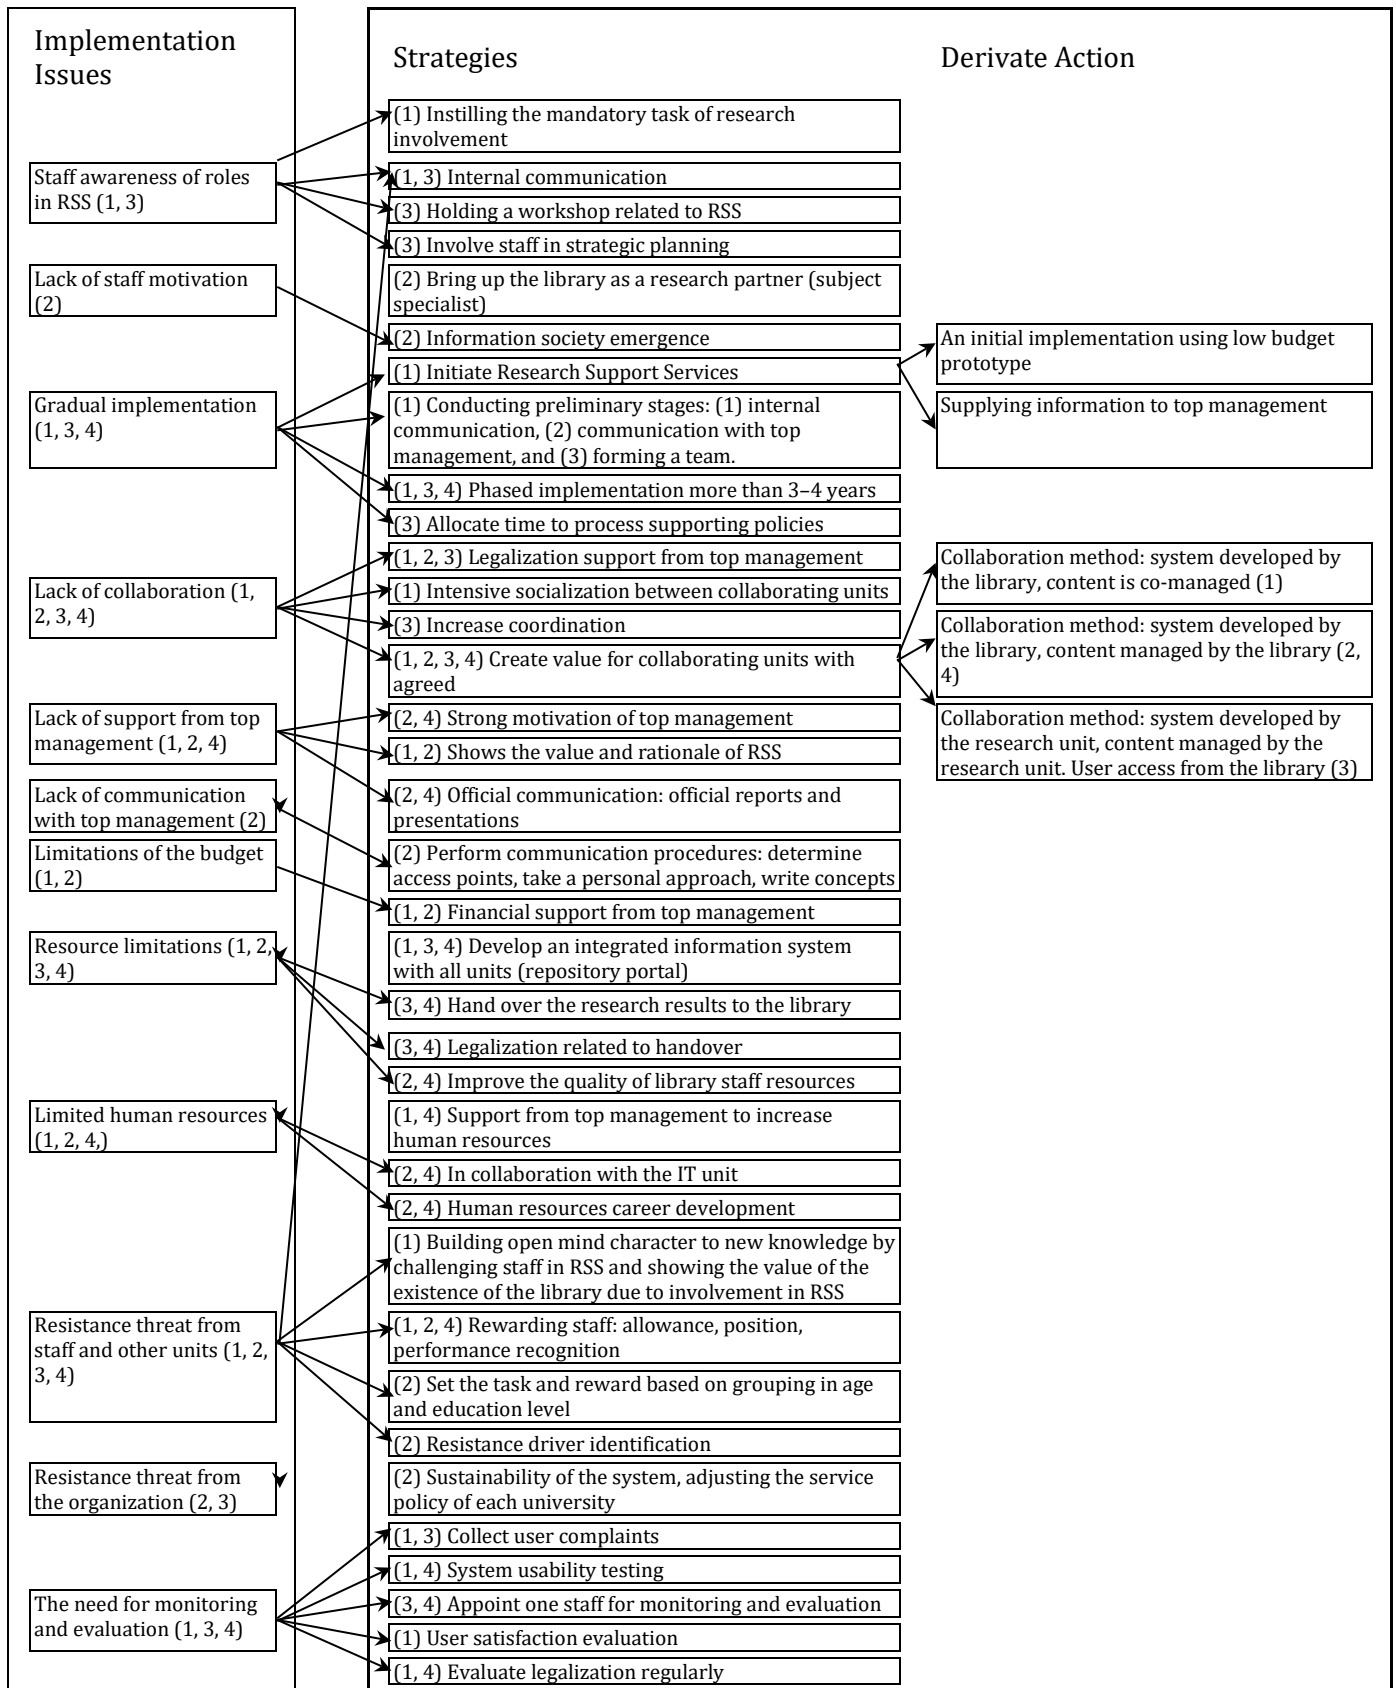 Implementation
Issues
Staff awareness of roles
in RSS (1, 3)
Lack of staff motivation
(2)
Gradual implementation
(1, 3, 4)
Lack of collaboration (1,
2, 3, 4)
Lack of support from top
management (1, 2, 4)
Lack of communication
with top management (2)
Limitations of the budget
(1, 2)
Resource limitations (1, 2,
3, 4)
Limited human resources
(1, 2, 4,)
Resistance threat from
staff and other units (1, 2,
3, 4)
Resistance threat from
the organization (2, 3)
The need for monitoring
and evaluation (1, 3, 4)
Strategies
(1) Instilling the mandatory task of research
involvement
(1, 3) Internal communication
(3) Holding a workshop related to RSS
(3) Involve staff in strategic planning
(2) Bring up the library as a research partner (subject
specialist)
(2) Information society emergence
(1) Initiate Research Support Services
(1) Conducting preliminary stages: (1) internal
communication, (2) communication with top
management, and (3) forming a team.
(1, 3, 4) Phased implementation more than 3–4 years
(3) Allocate time to process supporting policies
(1, 2, 3) Legalization support from top management
(1) Intensive socialization between collaborating units
(3) Increase coordination
(1, 2, 3, 4) Create value for collaborating units with
agreed
(2, 4) Strong motivation of top management
(1, 2) Shows the value and rationale of RSS
(2, 4) Official communication: official reports and
presentations
(2) Perform communication procedures: determine
access points, take a personal approach, write concepts
(1, 2) Financial support from top management
(1, 3, 4) Develop an integrated information system
with all units (repository portal)
(3, 4) Hand over the research results to the library
(3, 4) Legalization related to handover
(2, 4) Improve the quality of library staff resources
(1, 4) Support from top management to increase
human resources
(2, 4) In collaboration with the IT unit
(2, 4) Human resources career development
(1) Building open mind character to new knowledge by
challenging staff in RSS and showing the value of the
existence of the library due to involvement in RSS
(1, 2, 4) Rewarding staff: allowance, position,
performance recognition
(2) Set the task and reward based on grouping in age
and education level
(2) Resistance driver identification
(2) Sustainability of the system, adjusting the service
policy of each university
(1, 3) Collect user complaints
(1, 4) System usability testing
(3, 4) Appoint one staff for monitoring and evaluation
(1) User satisfaction evaluation
(1, 4) Evaluate legalization regularly
Derivate Action
An initial implementation using low budget
prototype
Supplying information to top management
Collaboration method: system developed by
the library, content is co-managed (1)
Collaboration method: system developed by
the library, content managed by the library (2,
4)
Collaboration method: system developed by
the research unit, content managed by the
research unit. User access from the library (3)